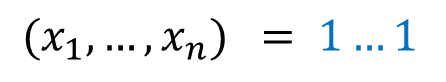 (x₁, …, xₙ) = 1 … 1